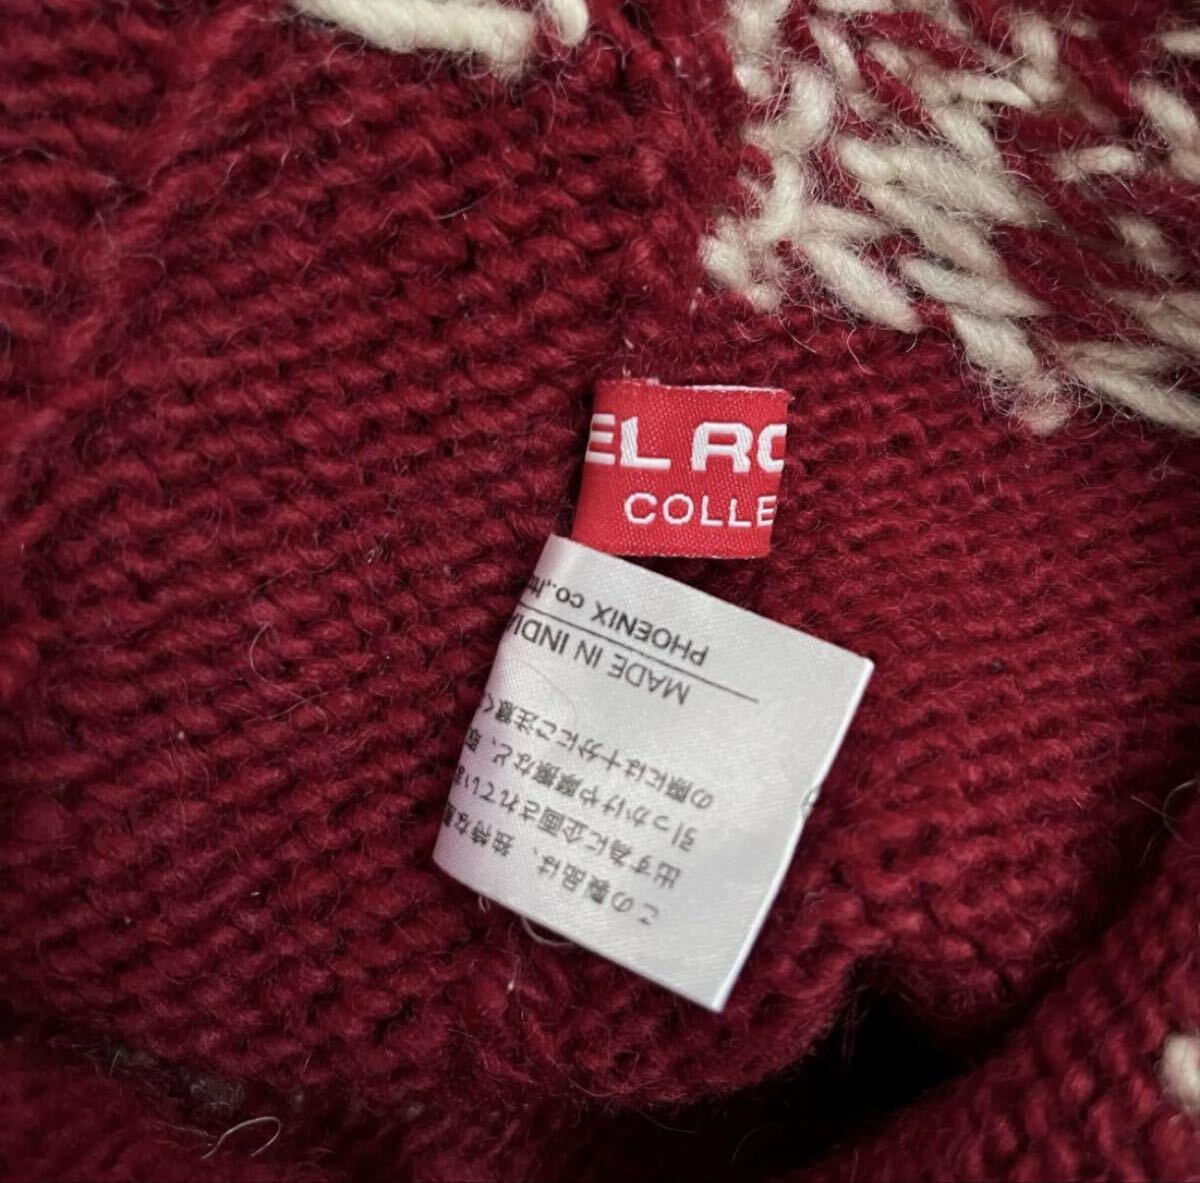 EL RO
COLLE
この製品は、独特な
出す為に企画されてい
引っかけや摩擦など、
の際には十分にご注意く
MADE IN INDIA
PHOENIX co.,lt